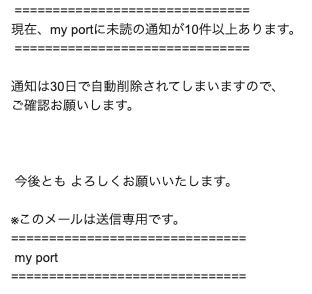 ===============================
現在、my portに未読の通知が10件以上あります。
===============================
通知は30日で自動削除されてしまいますので、
ご確認お願いします。
今後とも よろしくお願いいたします。
※このメールは送信専用です。
===============================
my port
===============================